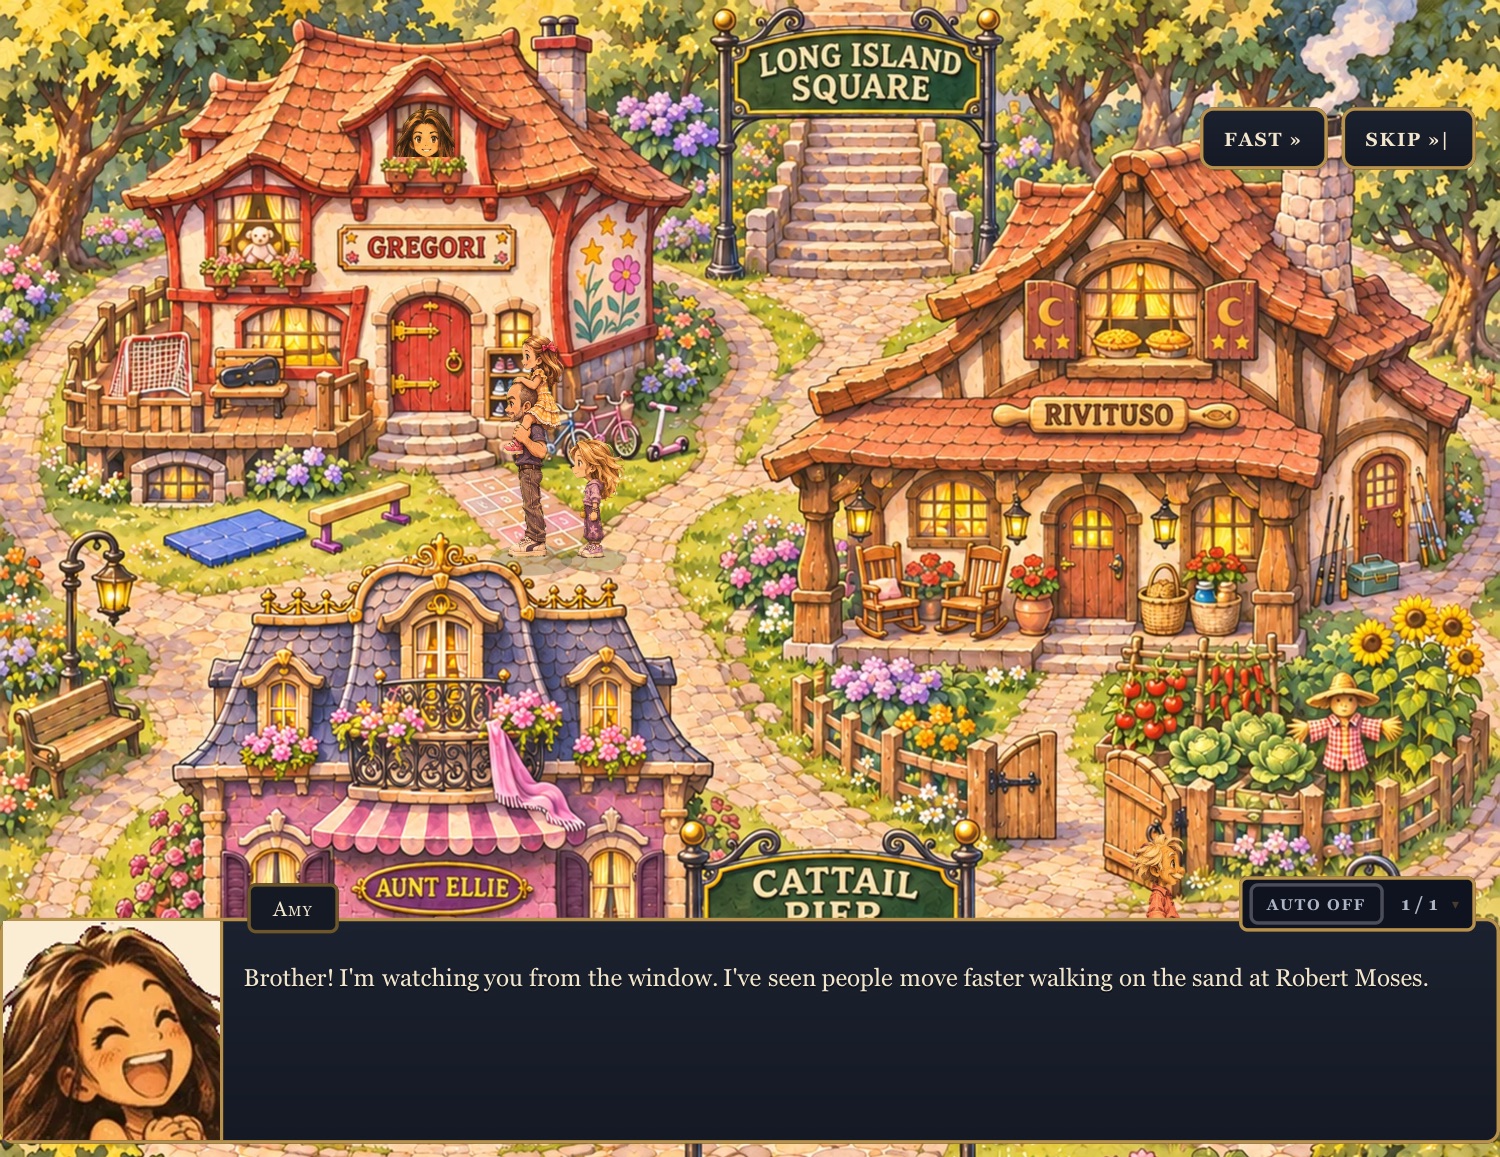 LONG ISLAND
SQUARE
FAST »
SKIP »|
GREGORI
RIVITUSO
AUNT ELLIE
CATTAIL
PIER
AMY
AUTO OFF
1 / 1
Brother! I'm watching you from the window. I've seen people move faster walking on the sand at Robert Moses.